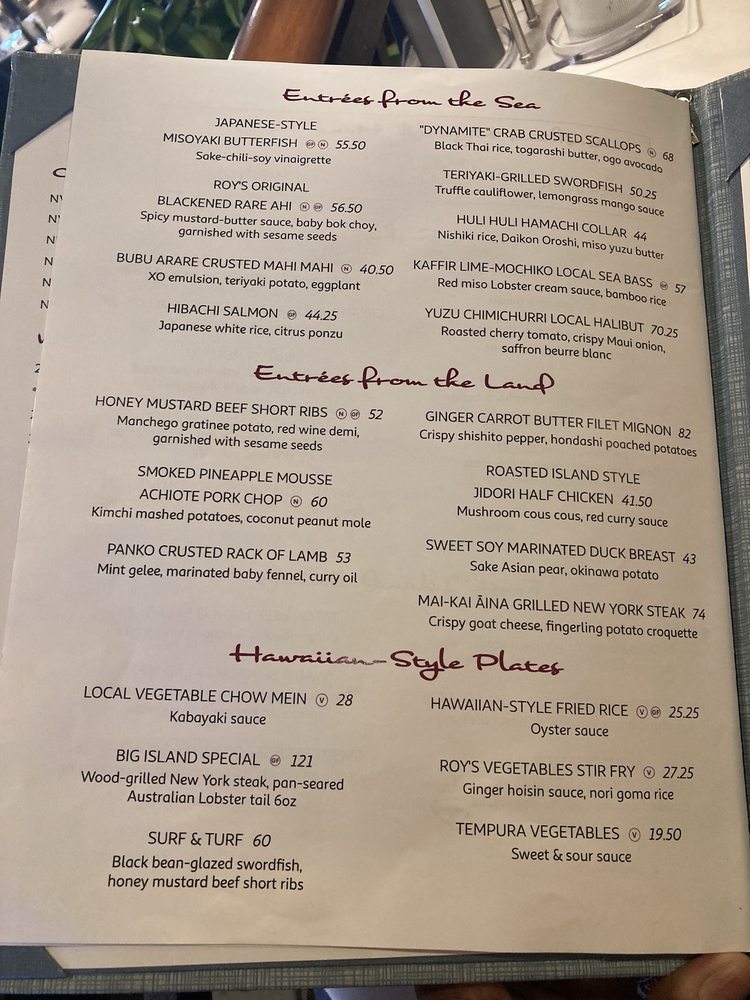 Entrées from the Sea
JAPANESE-STYLE
MISOYAKI BUTTERFISH GF N 55.50
Sake-chili-soy vinaigrette
ROY'S ORIGINAL
BLACKENED RARE AHI N GF 56.50
Spicy mustard-butter sauce, baby bok choy,
garnished with sesame seeds
BUBU ARARE CRUSTED MAHI MAHI N 40.50
XO emulsion, teriyaki potato, eggplant
HIBACHI SALMON GF 44.25
Japanese white rice, citrus ponzu
"DYNAMITE" CRAB CRUSTED SCALLOPS N 68
Black Thai rice, togarashi butter, ogo avocado
TERIYAKI-GRILLED SWORDFISH 50.25
Truffle cauliflower, lemongrass mango sauce
HULI HULI HAMACHI COLLAR 44
Nishiki rice, Daikon Oroshi, miso yuzu butter
KAFFIR LIME-MOCHIKO LOCAL SEA BASS GF 57
Red miso Lobster cream sauce, bamboo rice
YUZU CHIMICHURRI LOCAL HALIBUT 70.25
Roasted cherry tomato, crispy Maui onion,
saffron beurre blanc
Entrées from the Land
HONEY MUSTARD BEEF SHORT RIBS N GF 52
Manchego gratinee potato, red wine demi,
garnished with sesame seeds
SMOKED PINEAPPLE MOUSSE
ACHIOTE PORK CHOP N 60
Kimchi mashed potatoes, coconut peanut mole
PANKO CRUSTED RACK OF LAMB 53
Mint gelee, marinated baby fennel, curry oil
GINGER CARROT BUTTER FILET MIGNON 82
Crispy shishito pepper, hondashi poached potatoes
ROASTED ISLAND STYLE
JIDORI HALF CHICKEN 41.50
Mushroom cous cous, red curry sauce
SWEET SOY MARINATED DUCK BREAST 43
Sake Asian pear, okinawa potato
MAI-KAI ĀINA GRILLED NEW YORK STEAK 74
Crispy goat cheese, fingerling potato croquette
Hawaiian-Style Plates
LOCAL VEGETABLE CHOW MEIN V 28
Kabayaki sauce
BIG ISLAND SPECIAL GF 121
Wood-grilled New York steak, pan-seared
Australian Lobster tail 6oz
SURF & TURF 60
Black bean-glazed swordfish,
honey mustard beef short ribs
HAWAIIAN-STYLE FRIED RICE V GF 25.25
Oyster sauce
ROY'S VEGETABLES STIR FRY V 27.25
Ginger hoisin sauce, nori goma rice
TEMPURA VEGETABLES V 19.50
Sweet & sour sauce